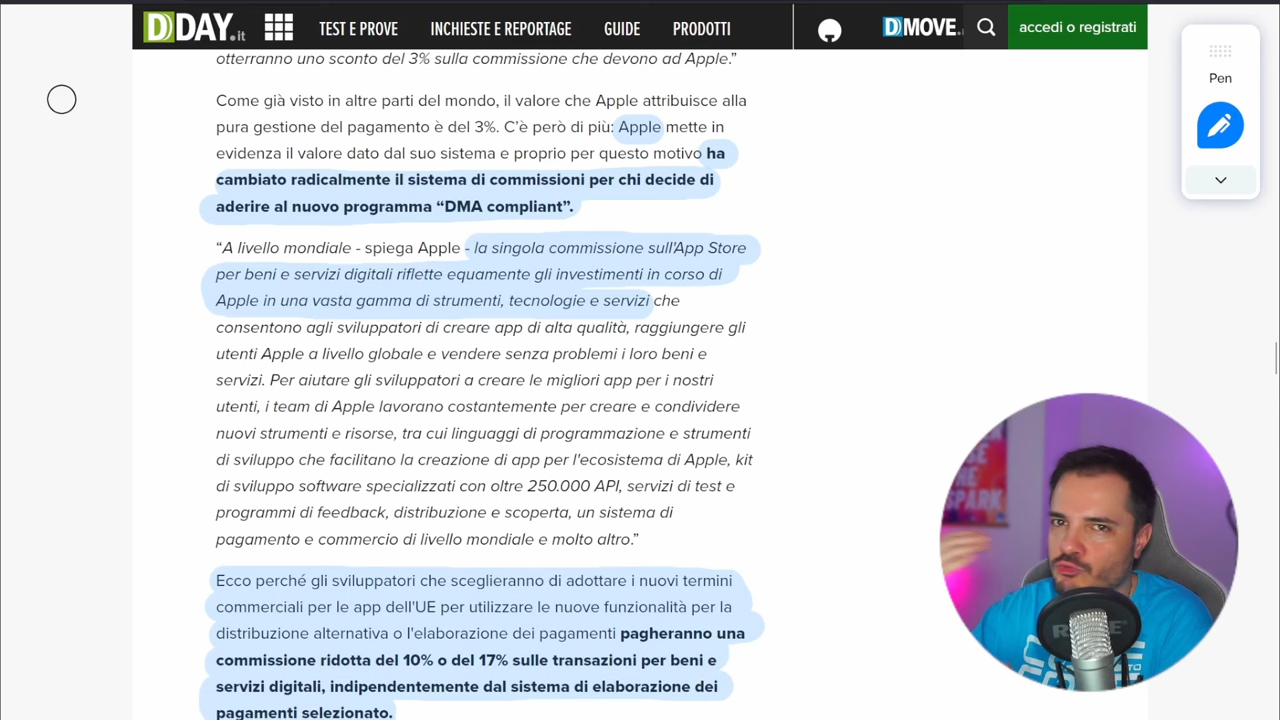 DDAY.it
TEST E PROVE
INCHIESTE E REPORTAGE
GUIDE
PRODOTTI
DMOVE.
accedi o registrati
Pen
otterranno uno sconto del 3% sulla commissione che devono ad Apple.”
Come già visto in altre parti del mondo, il valore che Apple attribuisce alla
pura gestione del pagamento è del 3%. C’è però di più: Apple mette in
evidenza il valore dato dal suo sistema e proprio per questo motivo ha
cambiato radicalmente il sistema di commissioni per chi decide di
aderire al nuovo programma “DMA compliant”.
“A livello mondiale - spiega Apple - la singola commissione sull'App Store
per beni e servizi digitali riflette equamente gli investimenti in corso di
Apple in una vasta gamma di strumenti, tecnologie e servizi che
consentono agli sviluppatori di creare app di alta qualità, raggiungere gli
utenti Apple a livello globale e vendere senza problemi i loro beni e
servizi. Per aiutare gli sviluppatori a creare le migliori app per i nostri
utenti, i team di Apple lavorano costantemente per creare e condividere
nuovi strumenti e risorse, tra cui linguaggi di programmazione e strumenti
di sviluppo che facilitano la creazione di app per l'ecosistema di Apple, kit
di sviluppo software specializzati con oltre 250.000 API, servizi di test e
programmi di feedback, distribuzione e scoperta, un sistema di
pagamento e commercio di livello mondiale e molto altro.”
Ecco perché gli sviluppatori che sceglieranno di adottare i nuovi termini
commerciali per le app dell'UE per utilizzare le nuove funzionalità per la
distribuzione alternativa o l'elaborazione dei pagamenti pagheranno una
commissione ridotta del 10% o del 17% sulle transazioni per beni e
servizi digitali, indipendentemente dal sistema di elaborazione dei
pagamenti selezionato.
SPARK